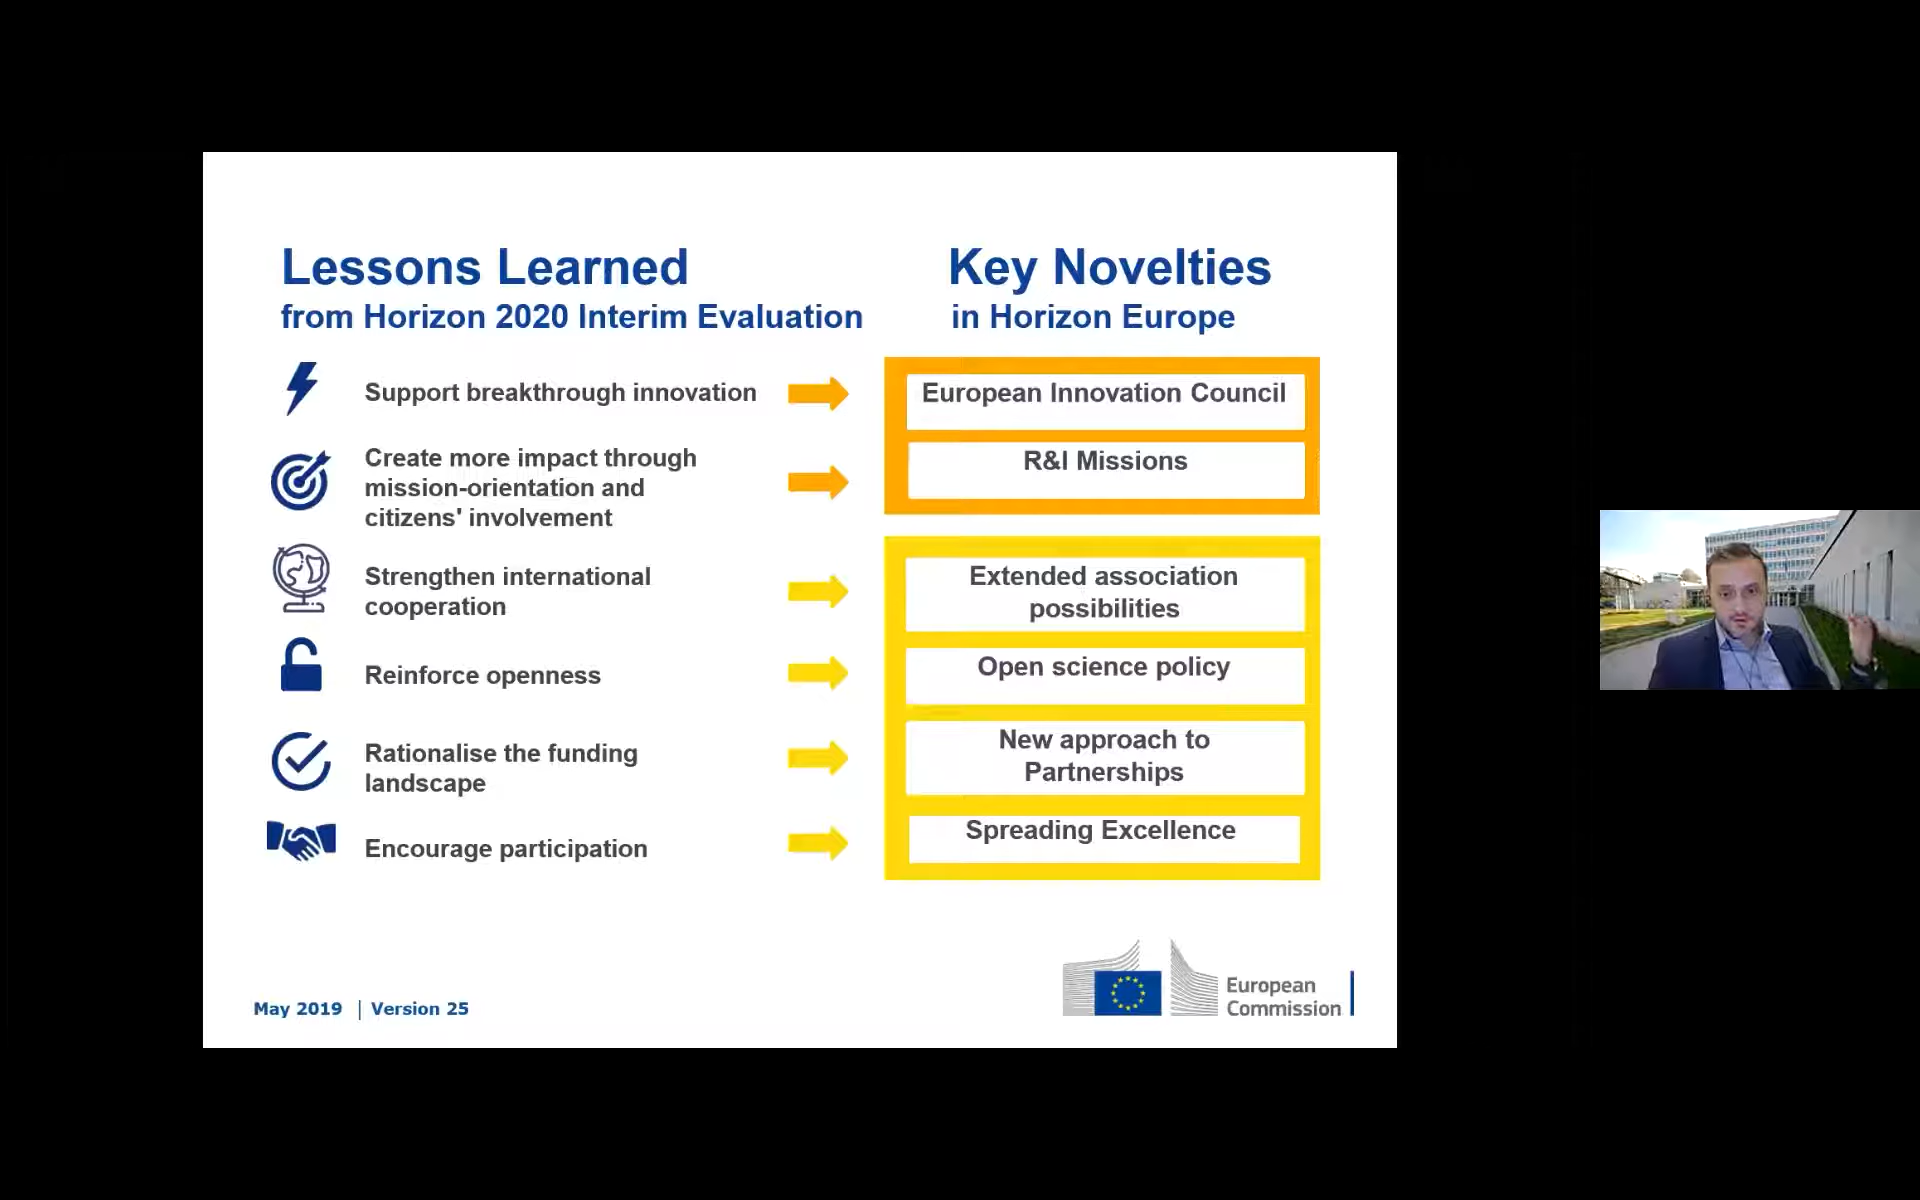 Lessons Learned
from Horizon 2020 Interim Evaluation
Key Novelties
in Horizon Europe
Support breakthrough innovation
European Innovation Council
Create more impact through
mission-orientation and
citizens' involvement
R&I Missions
Strengthen international
cooperation
Extended association
possibilities
Reinforce openness
Open science policy
Rationalise the funding
landscape
New approach to
Partnerships
Encourage participation
Spreading Excellence
May 2019 | Version 25
European
Commission